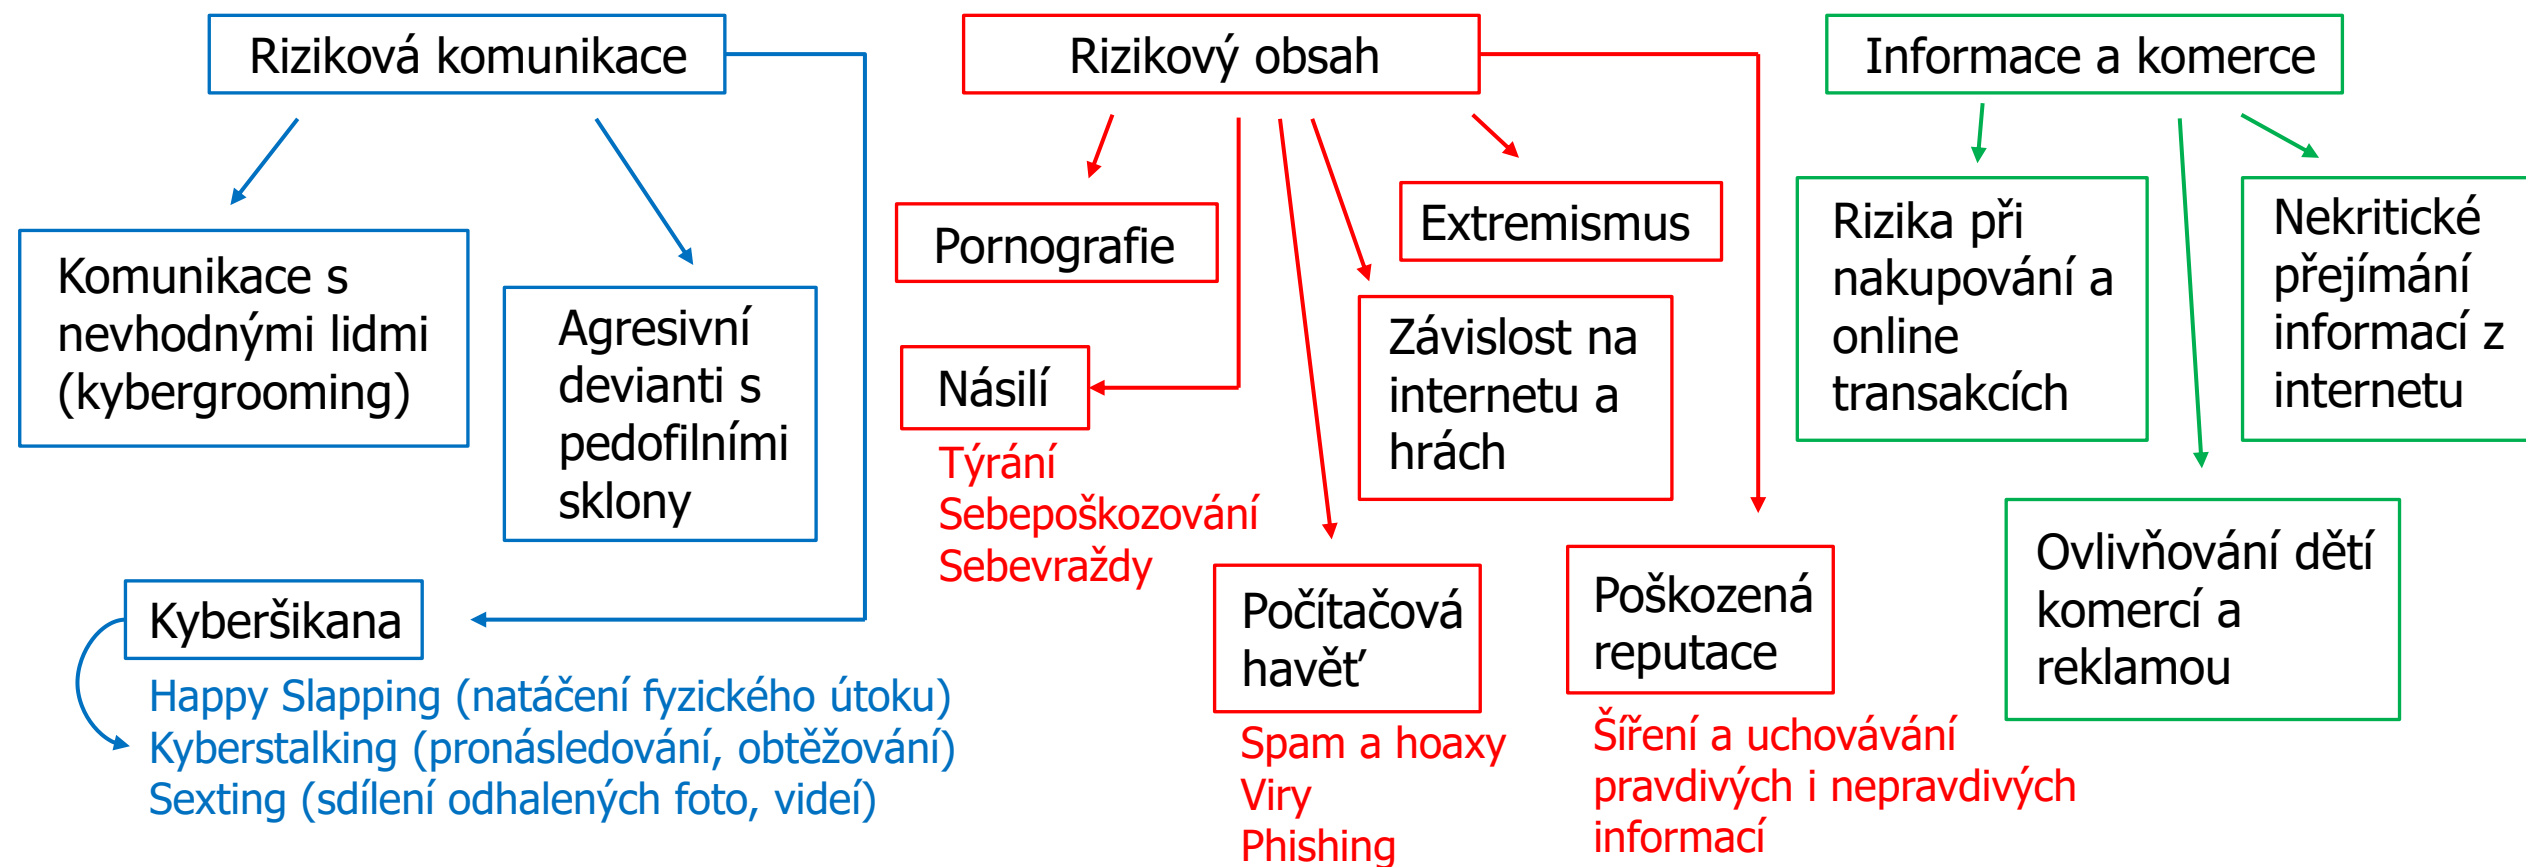 Riziková komunikace
Komunikace s
nevhodnými lidmi
(kybergrooming)
Agresivní
devianti s
pedofilními
sklony
Kyberšikana
Happy Slapping (natáčení fyzického útoku)
Kyberstalking (pronásledování, obtěžování)
Sexting (sdílení odhalených foto, videí)
Rizikový obsah
Pornografie
Extremismus
Násilí
Týrání
Sebepoškozování
Sebevraždy
Závislost na
internetu a
hrách
Počítačová
havěť
Spam a hoaxy
Viry
Phishing
Poškozená
reputace
Šíření a uchovávání
pravdivých i nepravdivých
informací
Informace a komerce
Rizika při
nakupování a
online
transakcích
Nekritické
přejímání
informací z
internetu
Ovlivňování dětí
komercí a
reklamou